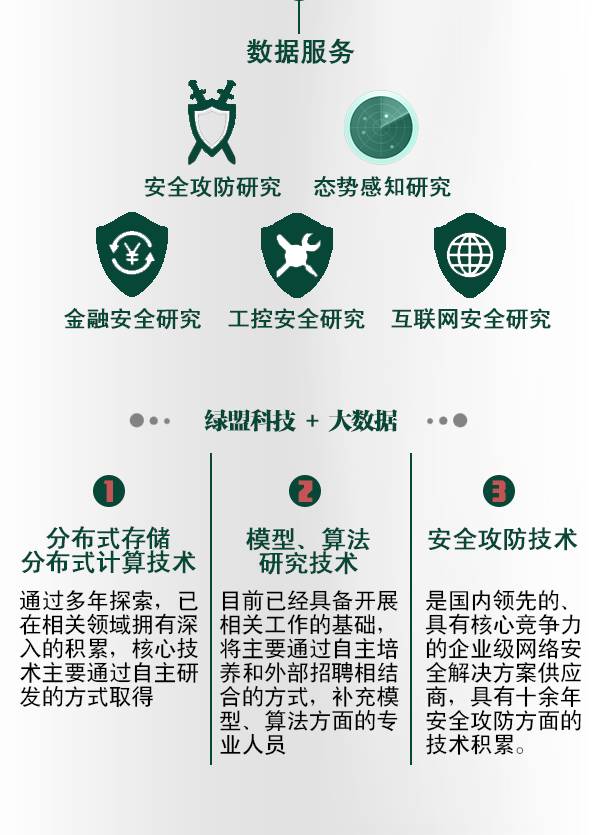 数据服务
安全攻防研究 态势感知研究
¥
金融安全研究 工控安全研究 互联网安全研究
绿盟科技 + 大数据
1
分布式存储
分布式计算技术
通过多年探索，已
在相关领域拥有深
入的积累，核心技
术主要通过自主研
发的方式取得
2
模型、算法
研究技术
目前已经具备开展
相关工作的基础，
将主要通过自主培
养和外部招聘相结
合的方式，补充模
型、算法方面的专
业人员
3
安全攻防技术
是国内领先的、
具有核心竞争力
的企业级网络安
全解决方案供应
商，具有十余年
安全攻防方面的
技术积累。